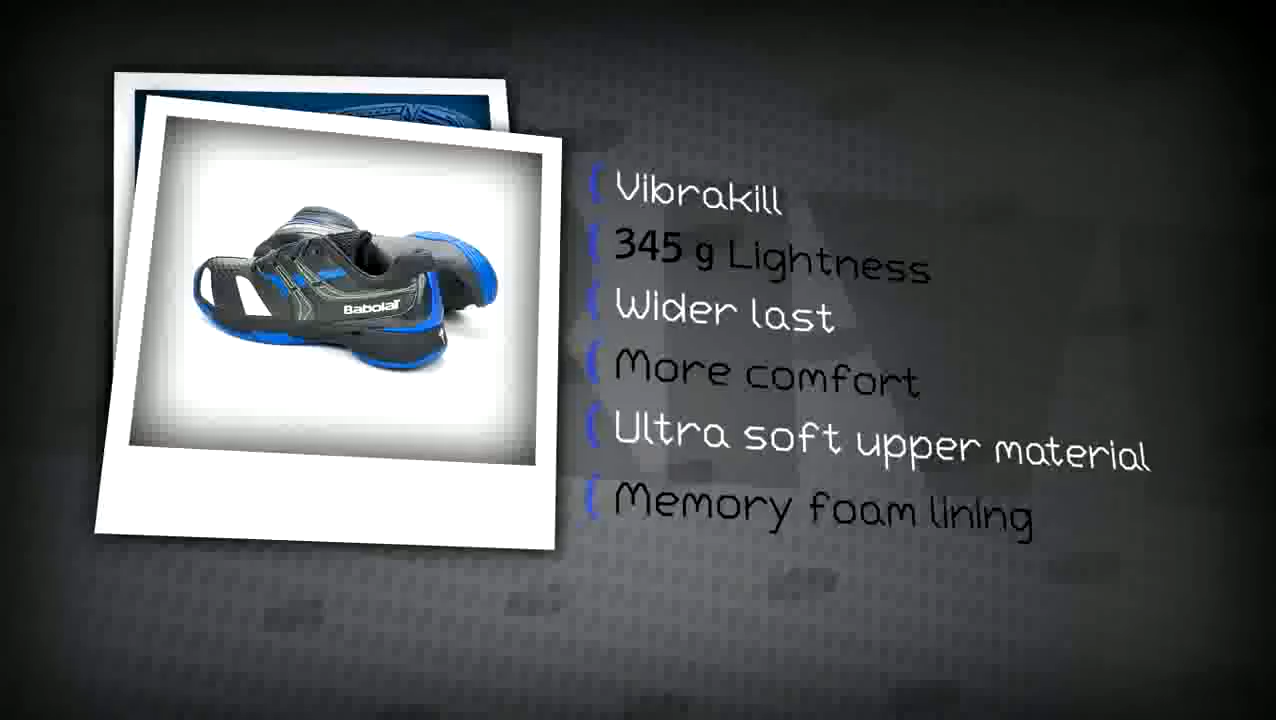 Babolat
Vibrakill
345 g Lightness
Wider last
More comfort
Ultra soft upper material
Memory foam lining